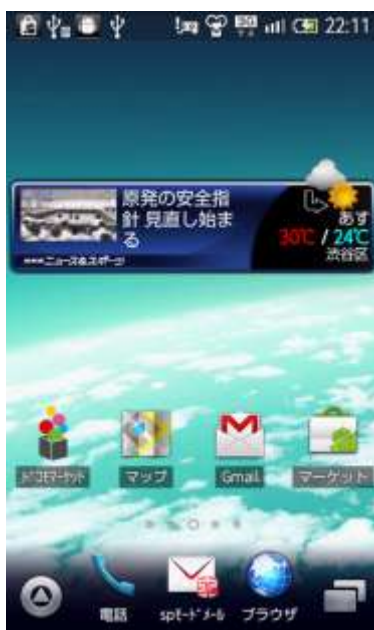 22:11
原発の安全指
針 見直し始ま
る
あす
30℃ / 24℃
渋谷区
ニュース&スポーツ
ドコモマーケット
マップ
Gmail
マーケット
電話
spモードメール
ブラウザ